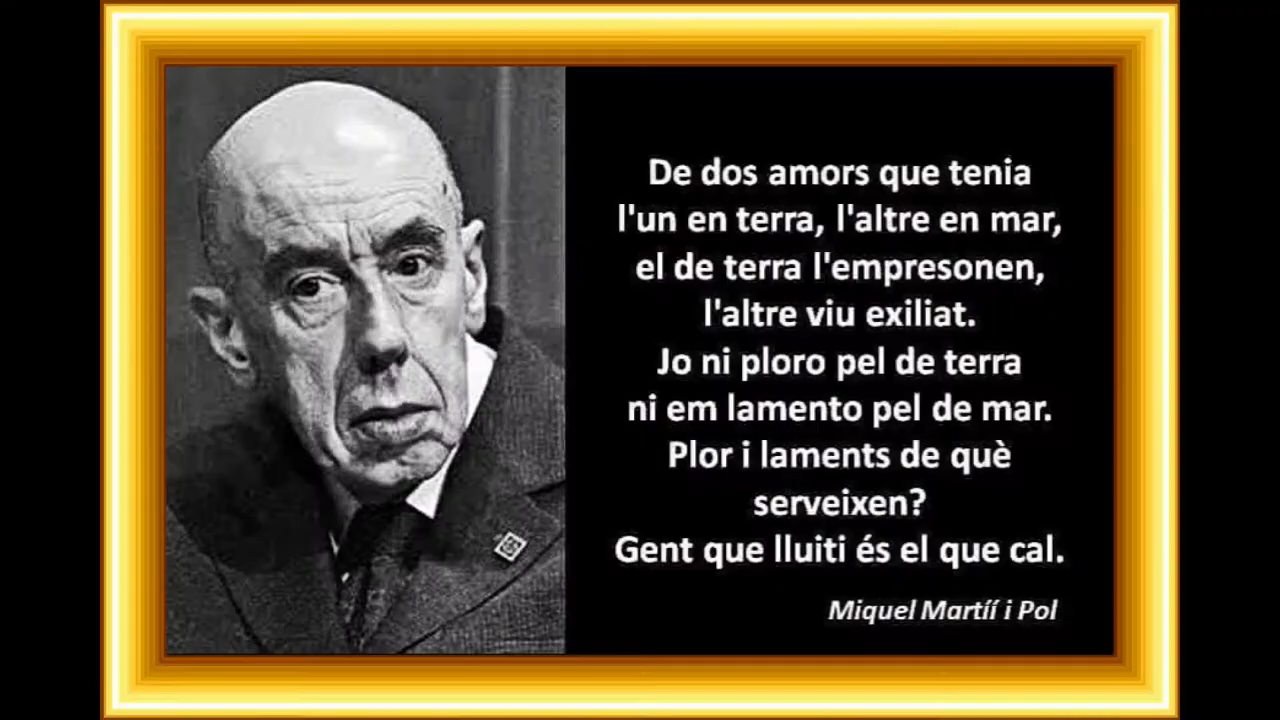 De dos amors que tenia
l'un en terra, l'altre en mar,
el de terra l'empresonen,
l'altre viu exiliat.
Jo ni ploro pel de terra
ni em lamento pel de mar.
Plor i laments de què
serveixen?
Gent que lluiti és el que cal.
Miquel Martíí i Pol